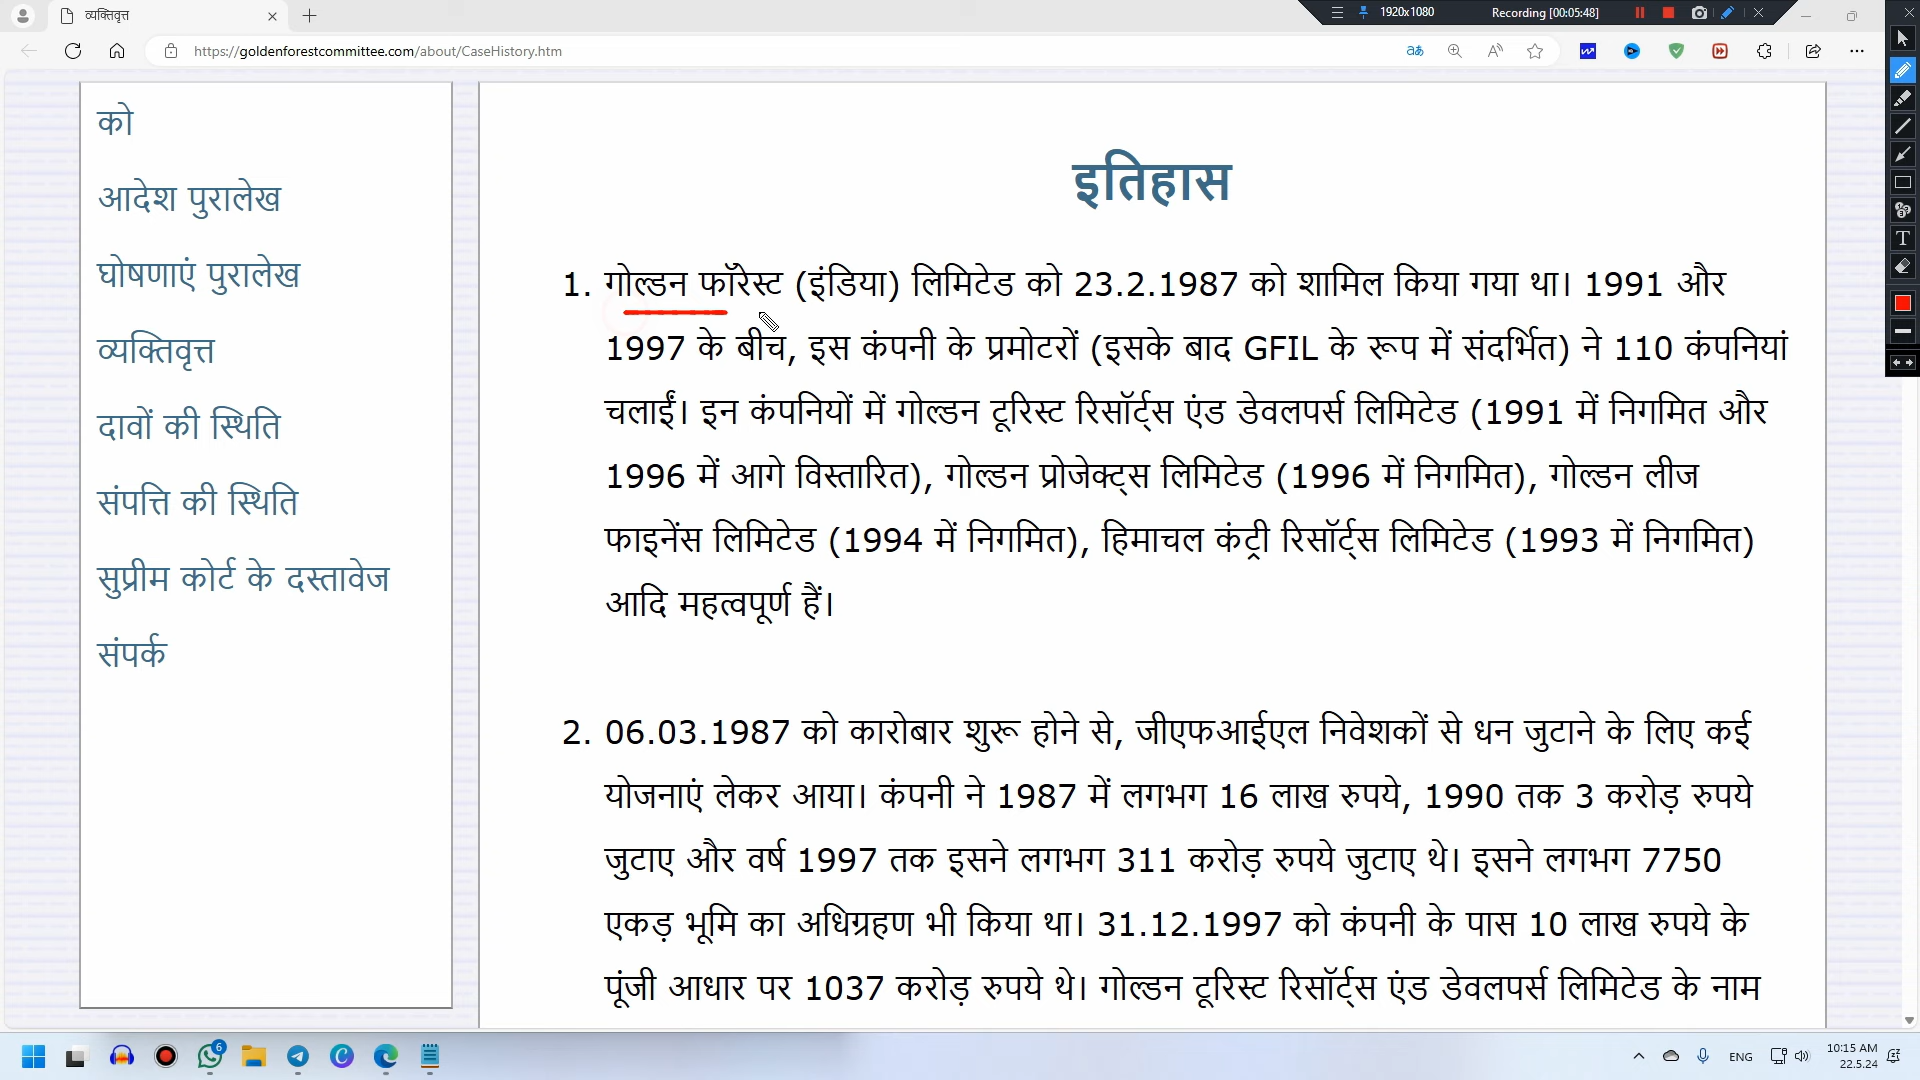 व्यक्तिवृत्त
1920x1080
Recording [00:05:48]
https://goldenforestcommittee.com/about/CaseHistory.htm
को
आदेश पुरालेख
घोषणाएं पुरालेख
व्यक्तिवृत्त
दावों की स्थिति
संपत्ति की स्थिति
सुप्रीम कोर्ट के दस्तावेज
संपर्क
इतिहास
1. गोल्डन फॉरेस्ट (इंडिया) लिमिटेड को 23.2.1987 को शामिल किया गया था। 1991 और
1997 के बीच, इस कंपनी के प्रमोटरों (इसके बाद GFIL के रूप में संदर्भित) ने 110 कंपनियां
चलाईं। इन कंपनियों में गोल्डन टूरिस्ट रिसॉर्ट्स एंड डेवलपर्स लिमिटेड (1991 में निगमित और
1996 में आगे विस्तारित), गोल्डन प्रोजेक्ट्स लिमिटेड (1996 में निगमित), गोल्डन लीज
फाइनेंस लिमिटेड (1994 में निगमित), हिमाचल कंट्री रिसॉर्ट्स लिमिटेड (1993 में निगमित)
आदि महत्वपूर्ण हैं।
2. 06.03.1987 को कारोबार शुरू होने से, जीएफआईएल निवेशकों से धन जुटाने के लिए कई
योजनाएं लेकर आया। कंपनी ने 1987 में लगभग 16 लाख रुपये, 1990 तक 3 करोड़ रुपये
जुटाए और वर्ष 1997 तक इसने लगभग 311 करोड़ रुपये जुटाए थे। इसने लगभग 7750
एकड़ भूमि का अधिग्रहण भी किया था। 31.12.1997 को कंपनी के पास 10 लाख रुपये के
पूंजी आधार पर 1037 करोड़ रुपये थे। गोल्डन टूरिस्ट रिसॉर्ट्स एंड डेवलपर्स लिमिटेड के नाम
6
ENG
10:15 AM
22.5.24